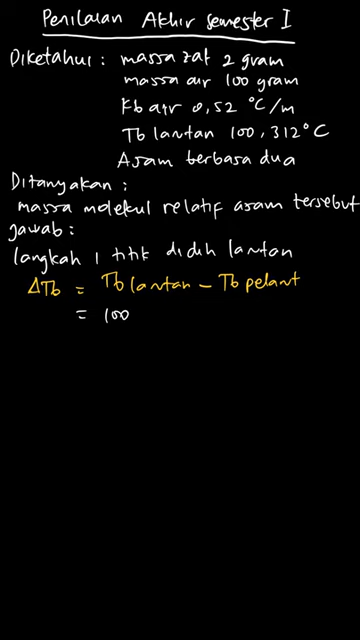 Penilaian Akhir Semester I
Diketahui : massa zat 2 gram
massa air 100 gram
Kb air 0,52 °C/m
Tb larutan 100,312°C
Asam berbasa dua
Ditanyakan :
massa molekul relatif asam tersebut
Jawab :
langkah 1 titik didih larutan
ΔTb = Tb larutan – Tb pelarut
= 100